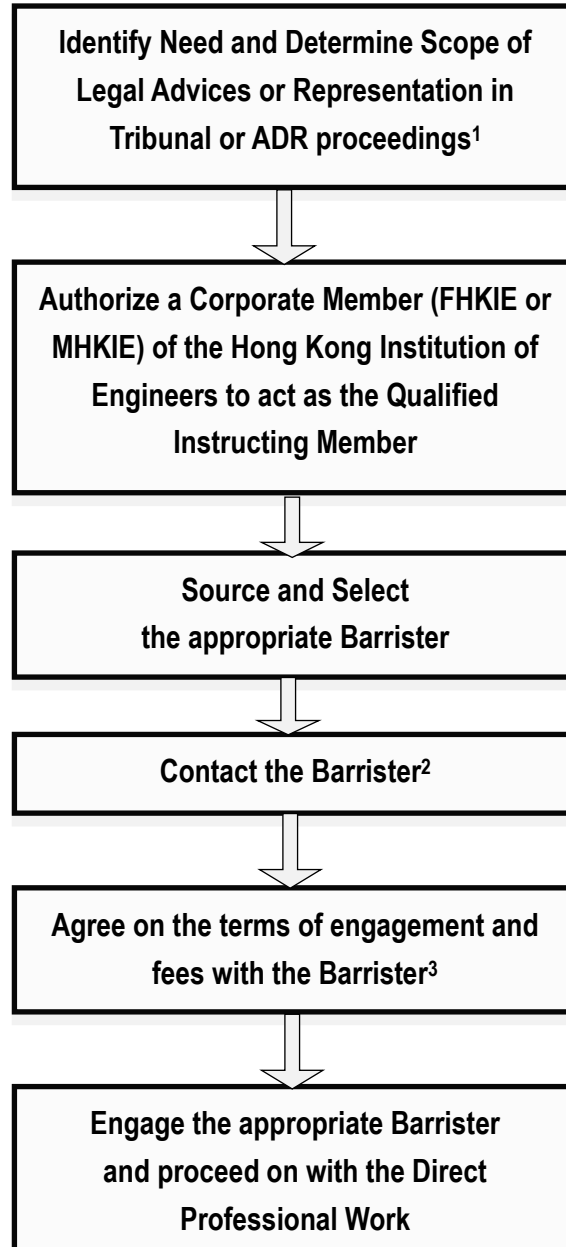 Identify Need and Determine Scope of
Legal Advices or Representation in
Tribunal or ADR proceedings¹
Authorize a Corporate Member (FHKIE or
MHKIE) of the Hong Kong Institution of
Engineers to act as the Qualified
Instructing Member
Source and Select
the appropriate Barrister
Contact the Barrister²
Agree on the terms of engagement and
fees with the Barrister³
Engage the appropriate Barrister
and proceed on with the Direct
Professional Work